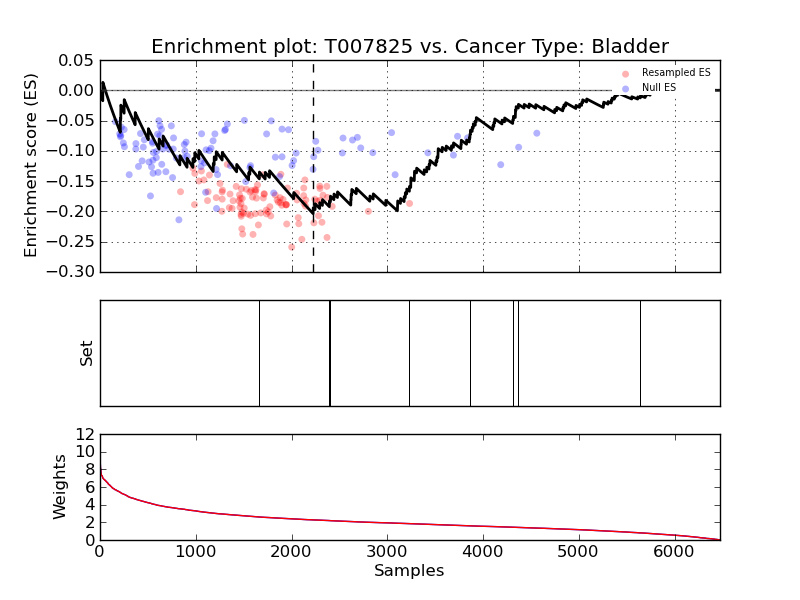 Enrichment plot: T007825 vs. Cancer Type: Bladder
Enrichment score (ES)
0.05
0.00
−0.05
−0.10
−0.15
−0.20
−0.25
−0.30
Resampled ES
Null ES
Set
Weights
12
10
8
6
4
2
0
0 1000 2000 3000 4000 5000 6000
Samples